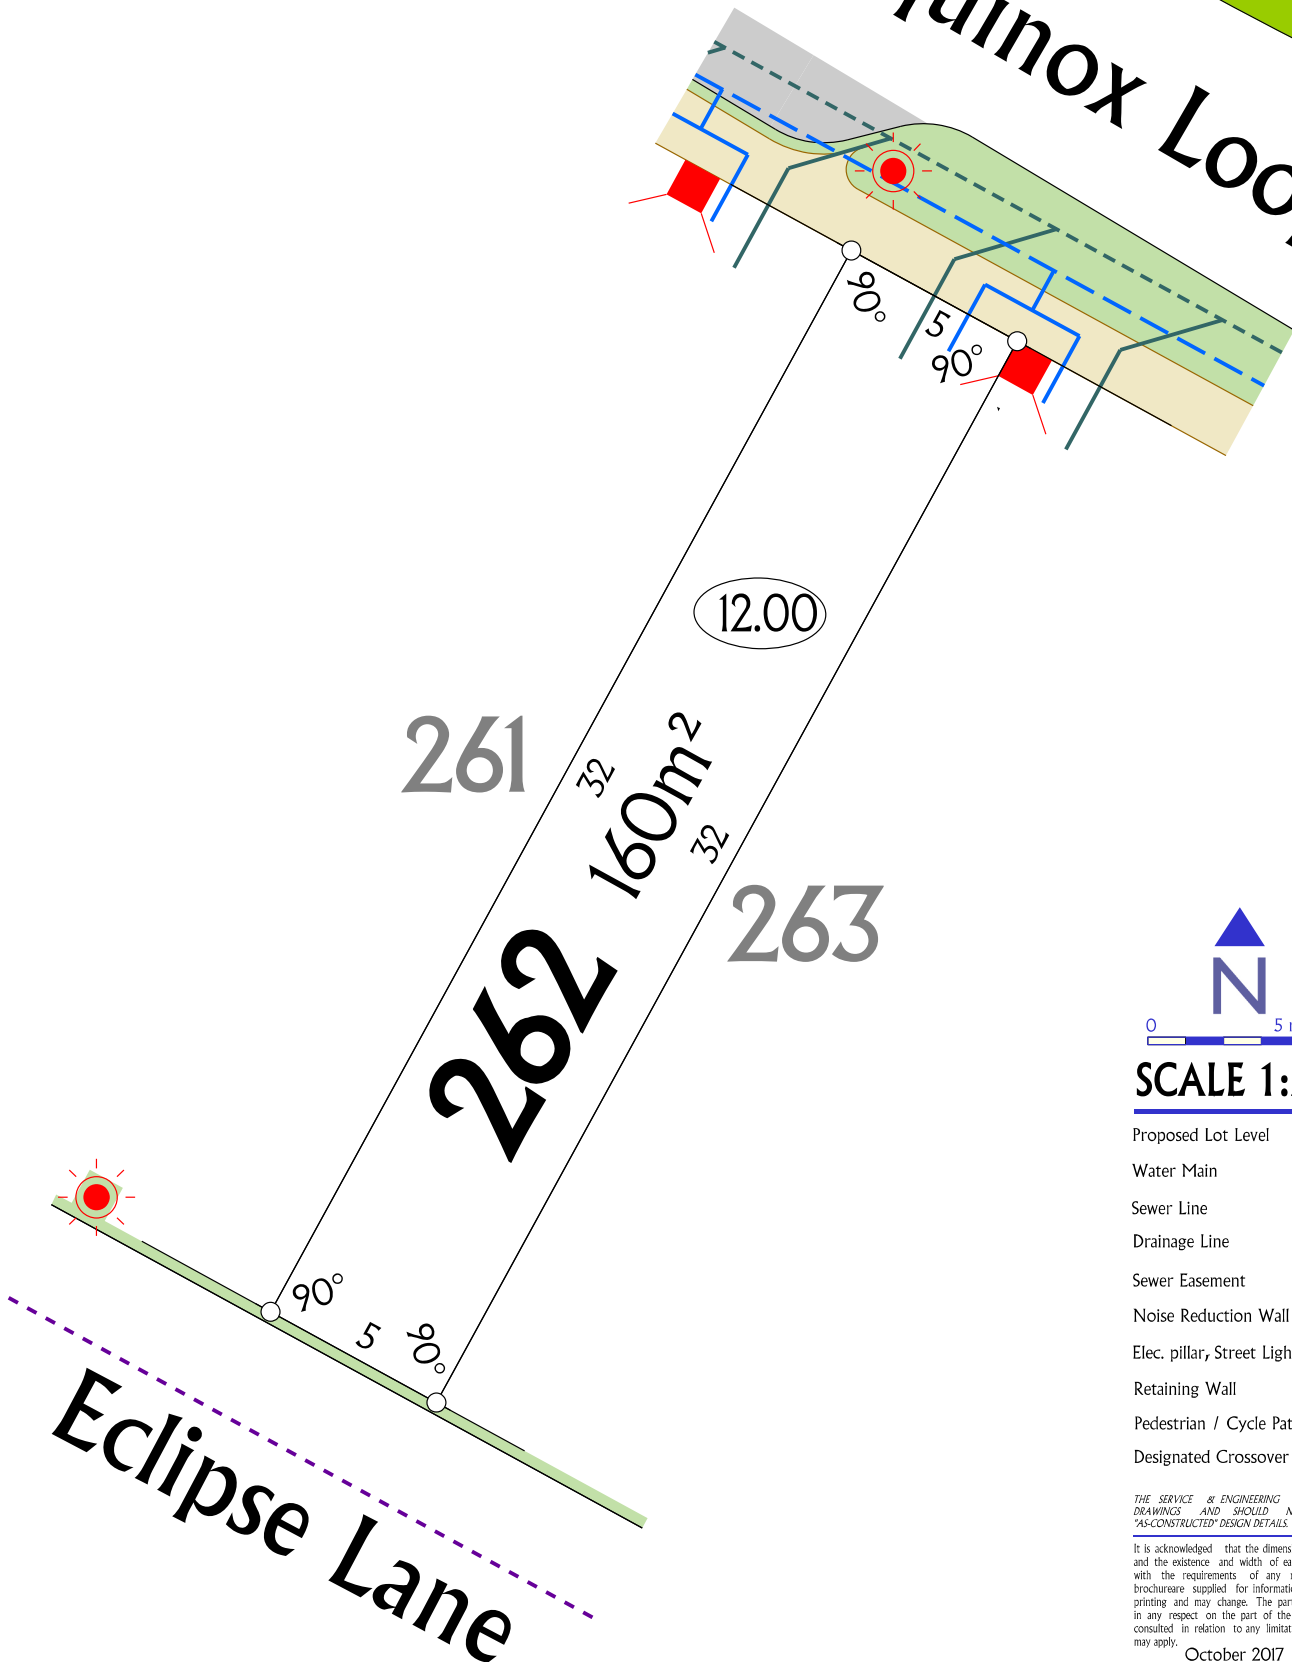 Loo
90°
5
90°
12.00
261
32
160m²
32
263
262
N
0
5
SCALE 1:
Proposed Lot Level
Water Main
Sewer Line
Drainage Line
Sewer Easement
Noise Reduction Wall
Elec. pillar, Street Ligh
Retaining Wall
Pedestrian / Cycle Pat
Designated Crossover
90°
5
90°
Eclipse Lane
THE SERVICE & ENGINEERING
DRAWINGS AND SHOULD N
"AS-CONSTRUCTED" DESIGN DETAILS.
It is acknowledged that the dimens
and the existence and width of ea
with the requirements of any
brochureare supplied for informatio
printing and may change. The par
in any respect on the part of the
consulted in relation to any limitat
may apply.
October 2017